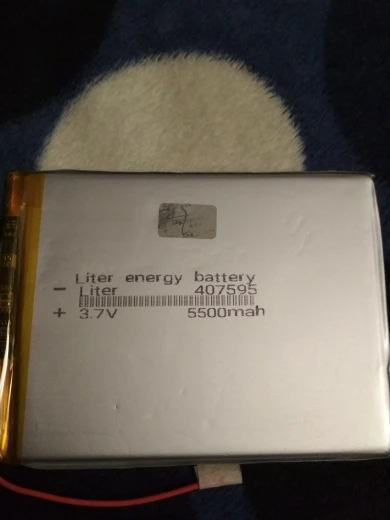 Liter energy battery
- Liter 407595
+ 3.7V 5500mah